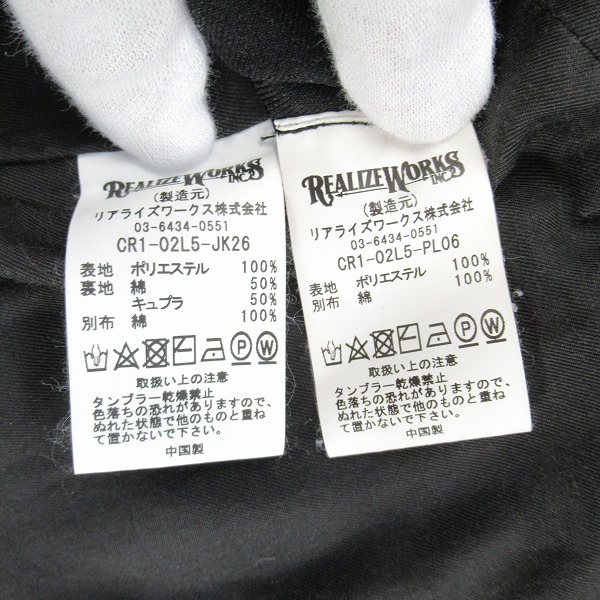 REALIZE WORKS
INC
(製造元)
リアライズワークス株式会社
03-6434-0551
CR1-02L5-JK26
表地 ポリエステル 100%
裏地 綿 50%
キュプラ 50%
別布 綿 100%
P W
取扱い上の注意
タンブラー乾燥禁止
色落ちの恐れがありますので、
ぬれた状態で他のものと重ね
て置かないで下さい。
中国製
REALIZE WORKS
INC
(製造元)
リアライズワークス株式会社
03-6434-0551
CR1-02L5-PL06
表地 ポリエステル 100%
別布 綿 100%
P W
取扱い上の注意
タンブラー乾燥禁止
色落ちの恐れがありますので、
ぬれた状態で他のものと重ね
て置かないで下さい。
中国製